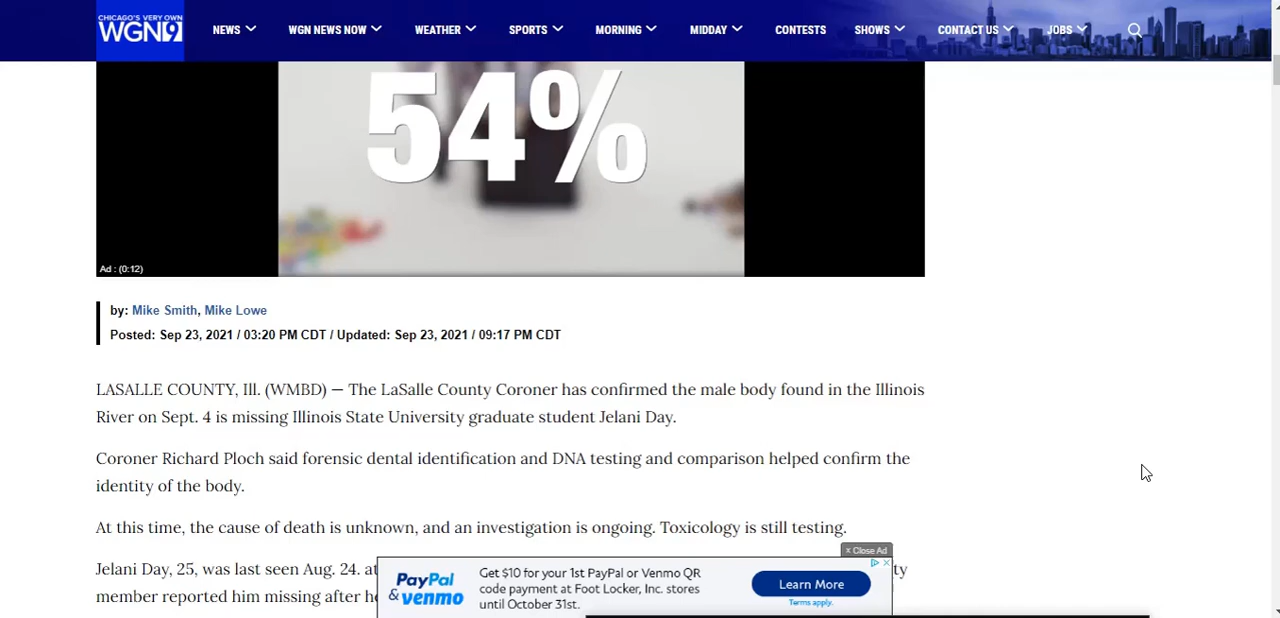 CHICAGO'S VERY OWN
WGN9
NEWS WGN NEWS NOW WEATHER SPORTS MORNING MIDDAY CONTESTS SHOWS CONTACT US JOBS
54%
Ad : (0:12)
by: Mike Smith, Mike Lowe
Posted: Sep 23, 2021 / 03:20 PM CDT / Updated: Sep 23, 2021 / 09:17 PM CDT
LASALLE COUNTY, Ill. (WMBD) — The LaSalle County Coroner has confirmed the male body found in the Illinois
River on Sept. 4 is missing Illinois State University graduate student Jelani Day.
Coroner Richard Ploch said forensic dental identification and DNA testing and comparison helped confirm the
identity of the body.
At this time, the cause of death is unknown, and an investigation is ongoing. Toxicology is still testing.
x Close Ad
Jelani Day, 25, was last seen Aug. 24. at
member reported him missing after he
PayPal
& venmo
Get $10 for your 1st PayPal or Venmo QR
code payment at Foot Locker, Inc. stores
until October 31st.
Learn More
Terms apply.